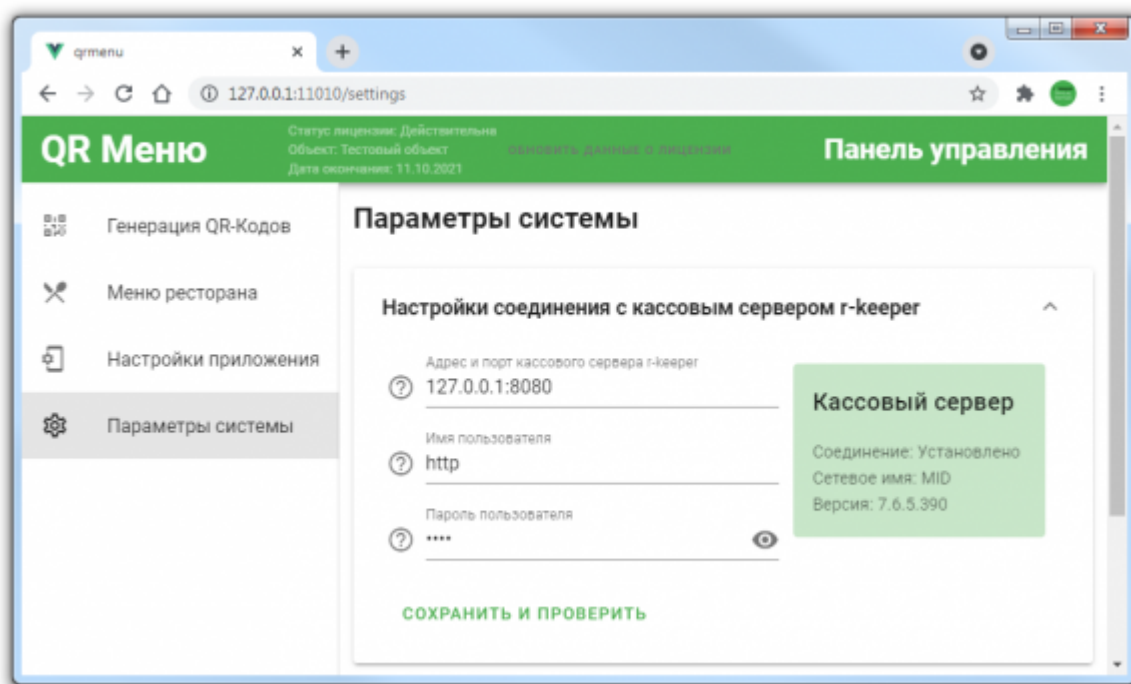 qrmenu
127.0.0.1:11010/settings
QR Меню
Статус лицензии: Действительна
Объект: Тестовый объект
Дата окончания: 11.10.2021
ОБНОВИТЬ ДАННЫЕ О ЛИЦЕНЗИИ
Панель управления
Генерация QR-Кодов
Меню ресторана
Настройки приложения
Параметры системы
Параметры системы
Настройки соединения с кассовым сервером r-keeper
Адрес и порт кассового сервера r-keeper
127.0.0.1:8080
Имя пользователя
http
Пароль пользователя
••••
СОХРАНИТЬ И ПРОВЕРИТЬ
Кассовый сервер
Соединение: Установлено
Сетевое имя: MID
Версия: 7.6.5.390